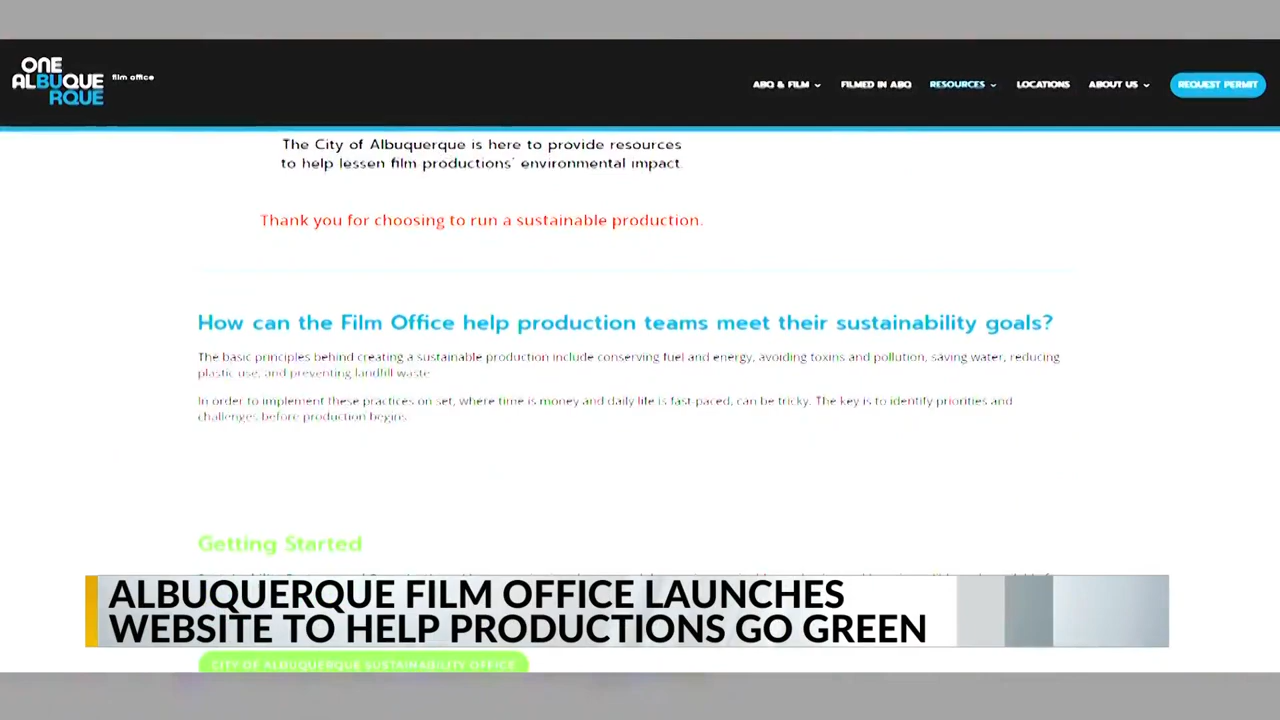 ONE
ALBUQUE
RQUE
film office
ABQ & FILM
FILMED IN ABQ
RESOURCES
LOCATIONS
ABOUT US
REQUEST PERMIT
The City of Albuquerque is here to provide resources
to help lessen film productions' environmental impact.
Thank you for choosing to run a sustainable production.
How can the Film Office help production teams meet their sustainability goals?
The basic principles behind creating a sustainable production include conserving fuel and energy, avoiding toxins and pollution, saving water, reducing
plastic use, and preventing landfill waste.
In order to implement these practices on set, where time is money and daily life is fast-paced, can be tricky. The key is to identify priorities and
challenges before production begins.
Getting Started
ALBUQUERQUE FILM OFFICE LAUNCHES
WEBSITE TO HELP PRODUCTIONS GO GREEN
CITY OF ALBUQUERQUE SUSTAINABILITY OFFICE